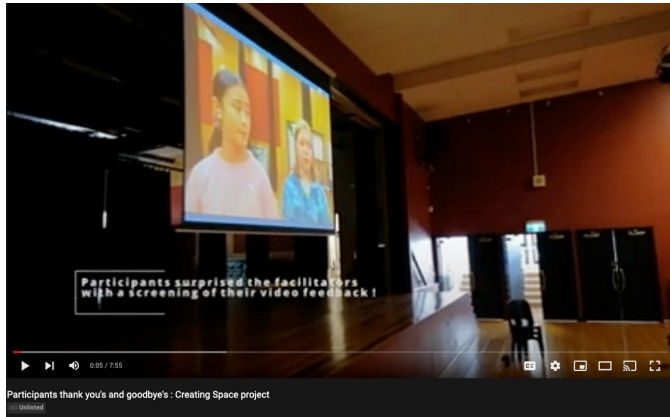 Participants surprised the facilitators
with a screening of their video feedback !
0:05 / 7:55
CC
Participants thank you's and goodbye's : Creating Space project
Unlisted